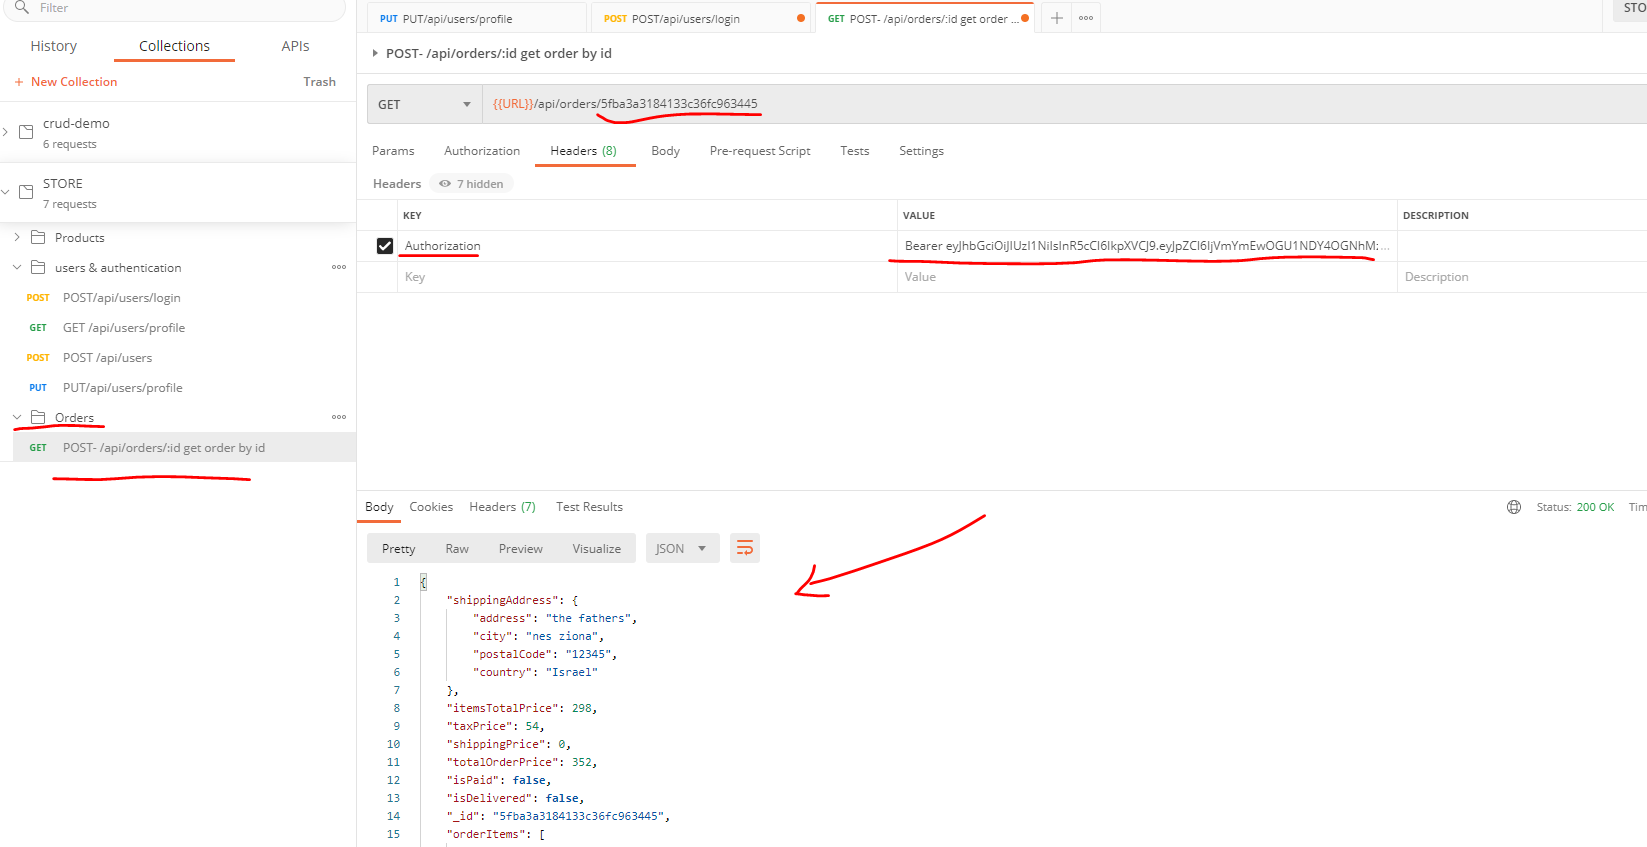 Filter
History Collections APIs
+ New Collection Trash
crud-demo
6 requests
STORE
7 requests
Products
users & authentication
POST POST/api/users/login
GET GET /api/users/profile
POST POST /api/users
PUT PUT/api/users/profile
Orders
GET POST- /api/orders/:id get order by id
PUT PUT/api/users/profile
POST POST/api/users/login
GET POST- /api/orders/:id get order ...
STO
POST- /api/orders/:id get order by id
GET {{URL}}/api/orders/5fba3a3184133c36fc963445
Params Authorization Headers (8) Body Pre-request Script Tests Settings
Headers 7 hidden
KEY VALUE DESCRIPTION
Authorization Bearer ...
Key Value Description
Body Cookies Headers (7) Test Results
Status: 200 OK Tim
Pretty Raw Preview Visualize JSON
1 {
2 "shippingAddress": {
3 "address": "the fathers",
4 "city": "nes ziona",
5 "postalCode": "12345",
6 "country": "Israel"
7 },
8 "itemsTotalPrice": 298,
9 "taxPrice": 54,
10 "shippingPrice": 0,
11 "totalOrderPrice": 352,
12 "isPaid": false,
13 "isDelivered": false,
14 "_id": "5fba3a3184133c36fc963445",
15 "orderItems": [